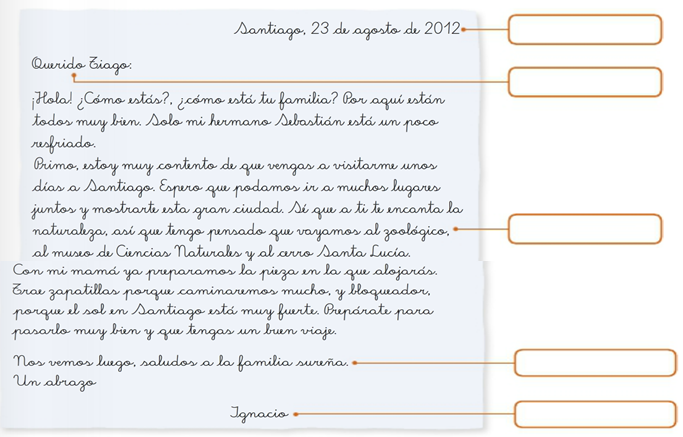 Santiago, 23 de agosto de 2012
Querido Tiago:
¡Hola! ¿Cómo estás?, ¿cómo está tu familia? Por aquí están
todos muy bien. Solo mi hermano Sebastián está un poco
resfriado.
Primo, estoy muy contento de que vengas a visitarme unos
días a Santiago. Espero que podamos ir a muchos lugares
juntos y mostrarte esta gran ciudad. Sé que a ti te encanta la
naturaleza, así que tengo pensado que vayamos al zoológico,
al museo de Ciencias Naturales y al cerro Santa Lucía.
Con mi mamá ya preparamos la pieza en la que alojarás.
Trae zapatillas porque caminaremos mucho, y bloqueador,
porque el sol en Santiago está muy fuerte. Prepárate para
pasarlo muy bien y que tengas un buen viaje.
Nos vemos luego, saludos a la familia sureña.
Un abrazo
Ignacio